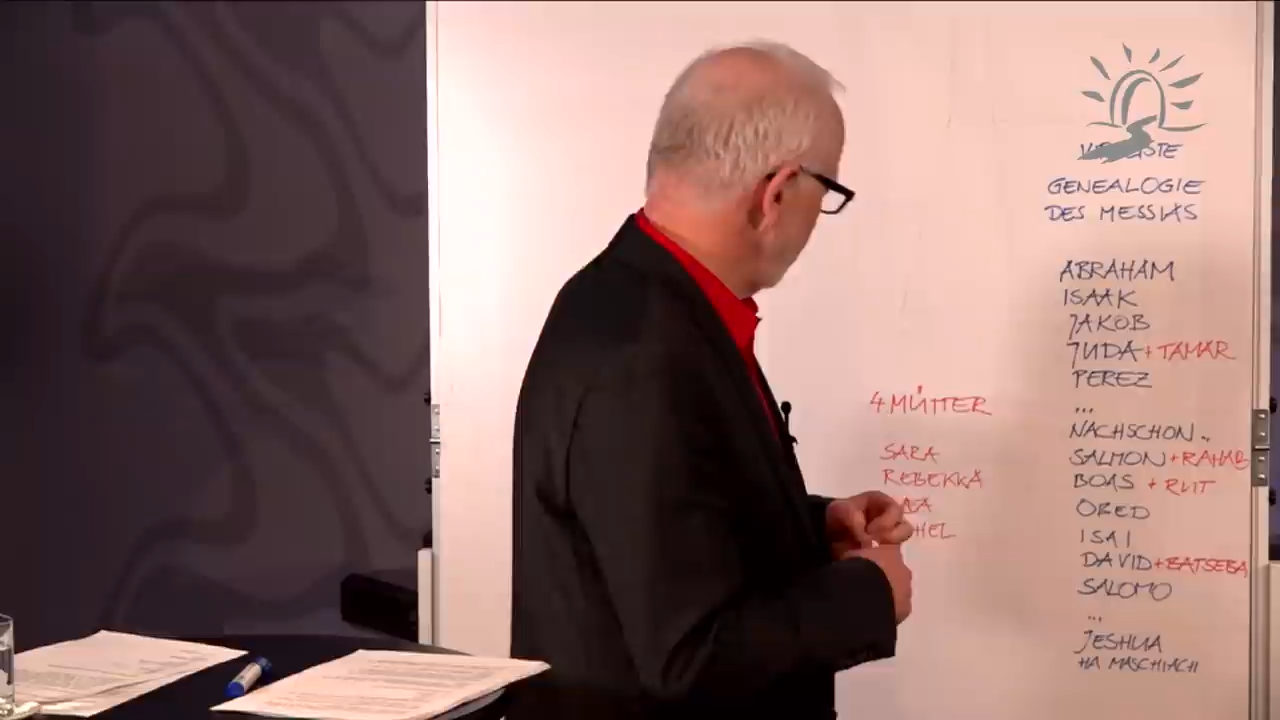 GENEALOGIE
DES MESSIAS
ABRAHAM
ISAAK
JAKOB
JUDA + TAMAR
PEREZ
...
NACHSCHON ..
SALMON + RAHAB
BOAS + RUT
OBED
ISAI
DAVID + BATSEBA
SALOMO
...
JESHUA
HA MASCHIACH
4 MÜTTER
SARA
REBEKKA